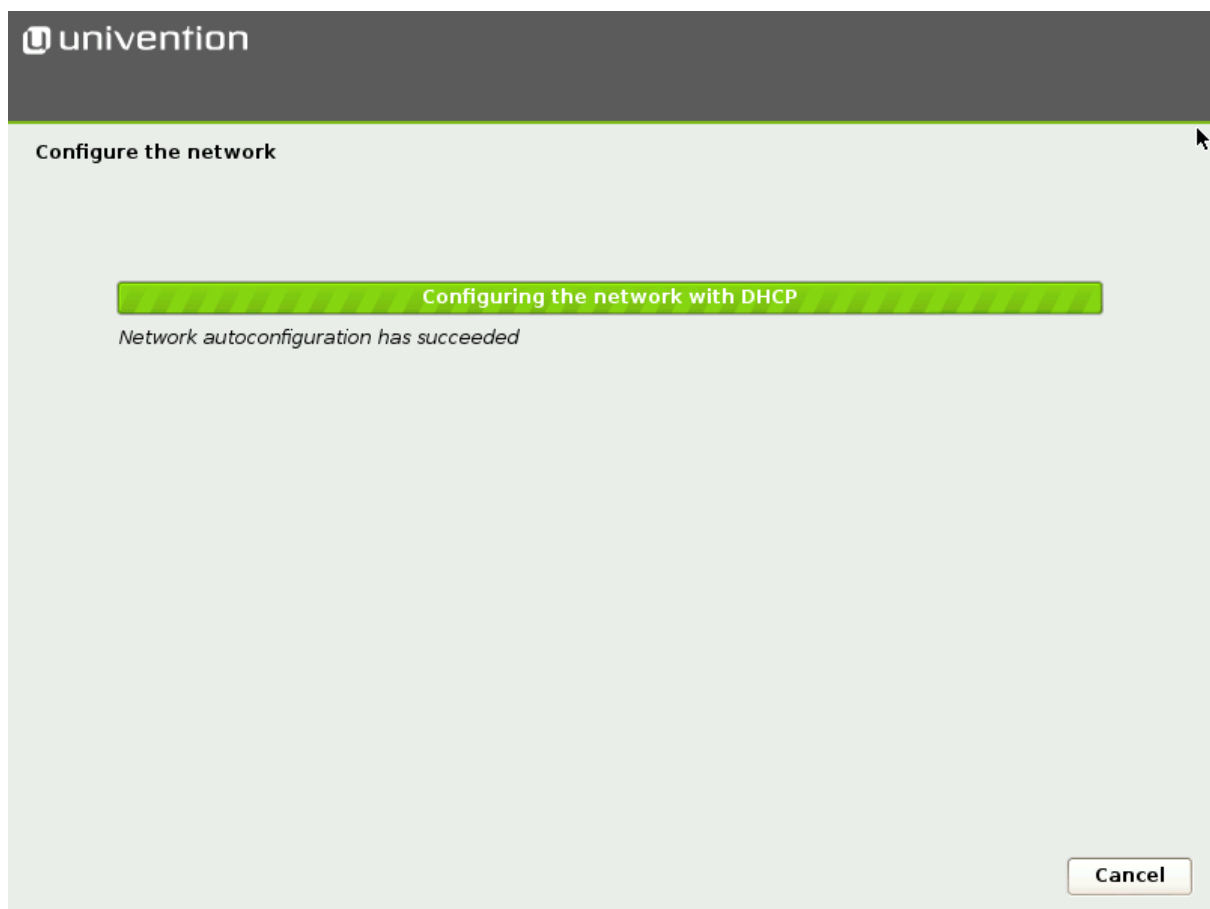 univention
Configure the network
Configuring the network with DHCP
Network autoconfiguration has succeeded
Cancel